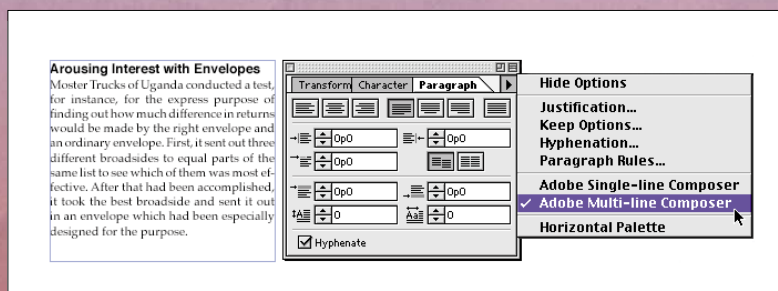 Arousing Interest with Envelopes
Moster Trucks of Uganda conducted a test,
for instance, for the express purpose of
finding out how much difference in returns
would be made by the right envelope and
an ordinary envelope. First, it sent out three
different broadsides to equal parts of the
same list to see which of them was most ef-
fective. After that had been accomplished,
it took the best broadside and sent it out
in an envelope which had been especially
designed for the purpose.
Transform Character Paragraph
0p0 0p0
0p0
0p0 0p0
0 0
Hyphenate
Hide Options
Justification...
Keep Options...
Hyphenation...
Paragraph Rules...
Adobe Single-line Composer
✓ Adobe Multi-line Composer
Horizontal Palette